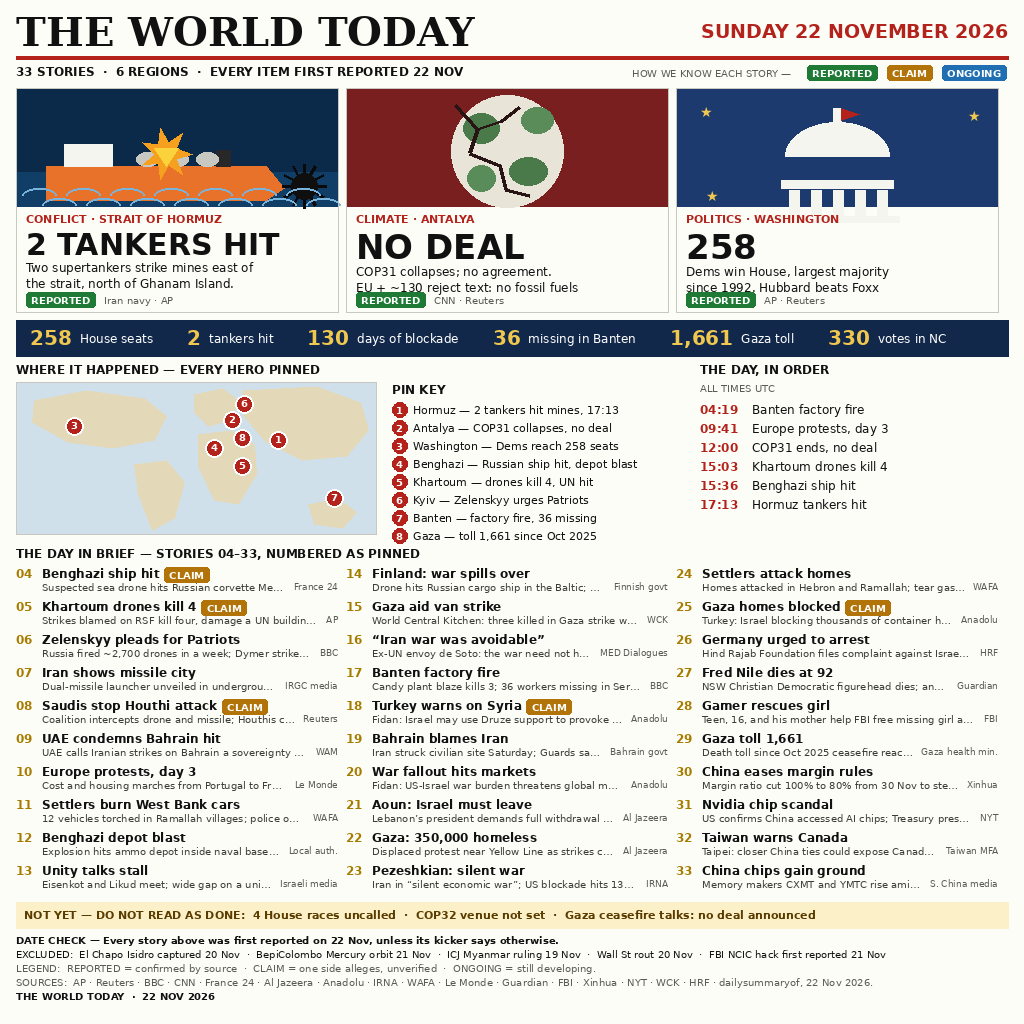 THE WORLD TODAY
SUNDAY 22 NOVEMBER 2026
33 STORIES · 6 REGIONS · EVERY ITEM FIRST REPORTED 22 NOV
HOW WE KNOW EACH STORY — REPORTED CLAIM ONGOING
CONFLICT · STRAIT OF HORMUZ
2 TANKERS HIT
Two supertankers strike mines east of
the strait, north of Ghanam Island.
REPORTED Iran navy · AP
CLIMATE · ANTALYA
NO DEAL
COP31 collapses; no agreement.
EU + ~130 reject text: no fossil fuels
REPORTED CNN · Reuters
POLITICS · WASHINGTON
258
Dems win House, largest majority
since 1992, Hubbard beats Foxx
REPORTED AP · Reuters
258 House seats 2 tankers hit 130 days of blockade 36 missing in Banten 1,661 Gaza toll 330 votes in NC
WHERE IT HAPPENED — EVERY HERO PINNED
6
2
3
8
1
4
5
7
PIN KEY
1 Hormuz — 2 tankers hit mines, 17:13
2 Antalya — COP31 collapses, no deal
3 Washington — Dems reach 258 seats
4 Benghazi — Russian ship hit, depot blast
5 Khartoum — drones kill 4, UN hit
6 Kyiv — Zelenskyy urges Patriots
7 Banten — factory fire, 36 missing
8 Gaza — toll 1,661 since Oct 2025
THE DAY, IN ORDER
ALL TIMES UTC
04:19 Banten factory fire
09:41 Europe protests, day 3
12:00 COP31 ends, no deal
15:03 Khartoum drones kill 4
15:36 Benghazi ship hit
17:13 Hormuz tankers hit
THE DAY IN BRIEF — STORIES 04–33, NUMBERED AS PINNED
04 Benghazi ship hit CLAIM
Suspected sea drone hits Russian corvette Me... France 24
05 Khartoum drones kill 4 CLAIM
Strikes blamed on RSF kill four, damage a UN buildin... AP
06 Zelenskyy pleads for Patriots
Russia fired ~2,700 drones in a week; Dymer strike... BBC
07 Iran shows missile city
Dual-missile launcher unveiled in undergrou... IRGC media
08 Saudis stop Houthi attack CLAIM
Coalition intercepts drone and missile; Houthis c... Reuters
09 UAE condemns Bahrain hit
UAE calls Iranian strikes on Bahrain a sovereignty ... WAM
10 Europe protests, day 3
Cost and housing marches from Portugal to Fr... Le Monde
11 Settlers burn West Bank cars
12 vehicles torched in Ramallah villages; police o... WAFA
12 Benghazi depot blast
Explosion hits ammo depot inside naval base... Local auth.
13 Unity talks stall
Eisenkot and Likud meet; wide gap on a uni... Israeli media
14 Finland: war spills over
Drone hits Russian cargo ship in the Baltic; ... Finnish govt
15 Gaza aid van strike
World Central Kitchen: three killed in Gaza strike w... WCK
16 “Iran war was avoidable”
Ex-UN envoy de Soto: the war need not h... MED Dialogues
17 Banten factory fire
Candy plant blaze kills 3; 36 workers missing in Ser... BBC
18 Turkey warns on Syria CLAIM
Fidan: Israel may use Druze support to provoke ... Anadolu
19 Bahrain blames Iran
Iran struck civilian site Saturday; Guards sa... Bahrain govt
20 War fallout hits markets
Fidan: US-Israel war burden threatens global m... Anadolu
21 Aoun: Israel must leave
Lebanon’s president demands full withdrawal ... Al Jazeera
22 Gaza: 350,000 homeless
Displaced protest near Yellow Line as strikes c... Al Jazeera
23 Pezeshkian: silent war
Iran in “silent economic war”; US blockade hits 13... IRNA
24 Settlers attack homes
Homes attacked in Hebron and Ramallah; tear gas... WAFA
25 Gaza homes blocked CLAIM
Turkey: Israel blocking thousands of container h... Anadolu
26 Germany urged to arrest
Hind Rajab Foundation files complaint against Israe... HRF
27 Fred Nile dies at 92
NSW Christian Democratic figurehead dies; an... Guardian
28 Gamer rescues girl
Teen, 16, and his mother help FBI free missing girl a... FBI
29 Gaza toll 1,661
Death toll since Oct 2025 ceasefire reac... Gaza health min.
30 China eases margin rules
Margin ratio cut 100% to 80% from 30 Nov to ste... Xinhua
31 Nvidia chip scandal
US confirms China accessed AI chips; Treasury pres... NYT
32 Taiwan warns Canada
Taipei: closer China ties could expose Canad... Taiwan MFA
33 China chips gain ground
Memory makers CXMT and YMTC rise ami... S. China media
NOT YET — DO NOT READ AS DONE: 4 House races uncalled · COP32 venue not set · Gaza ceasefire talks: no deal announced
DATE CHECK — Every story above was first reported on 22 Nov, unless its kicker says otherwise.
EXCLUDED: El Chapo Isidro captured 20 Nov · BepiColombo Mercury orbit 21 Nov · ICJ Myanmar ruling 19 Nov · Wall St rout 20 Nov · FBI NCIC hack first reported 21 Nov
LEGEND: REPORTED = confirmed by source · CLAIM = one side alleges, unverified · ONGOING = still developing.
SOURCES: AP · Reuters · BBC · CNN · France 24 · Al Jazeera · Anadolu · IRNA · WAFA · Le Monde · Guardian · FBI · Xinhua · NYT · WCK · HRF · dailysummaryof, 22 Nov 2026.
THE WORLD TODAY · 22 NOV 2026